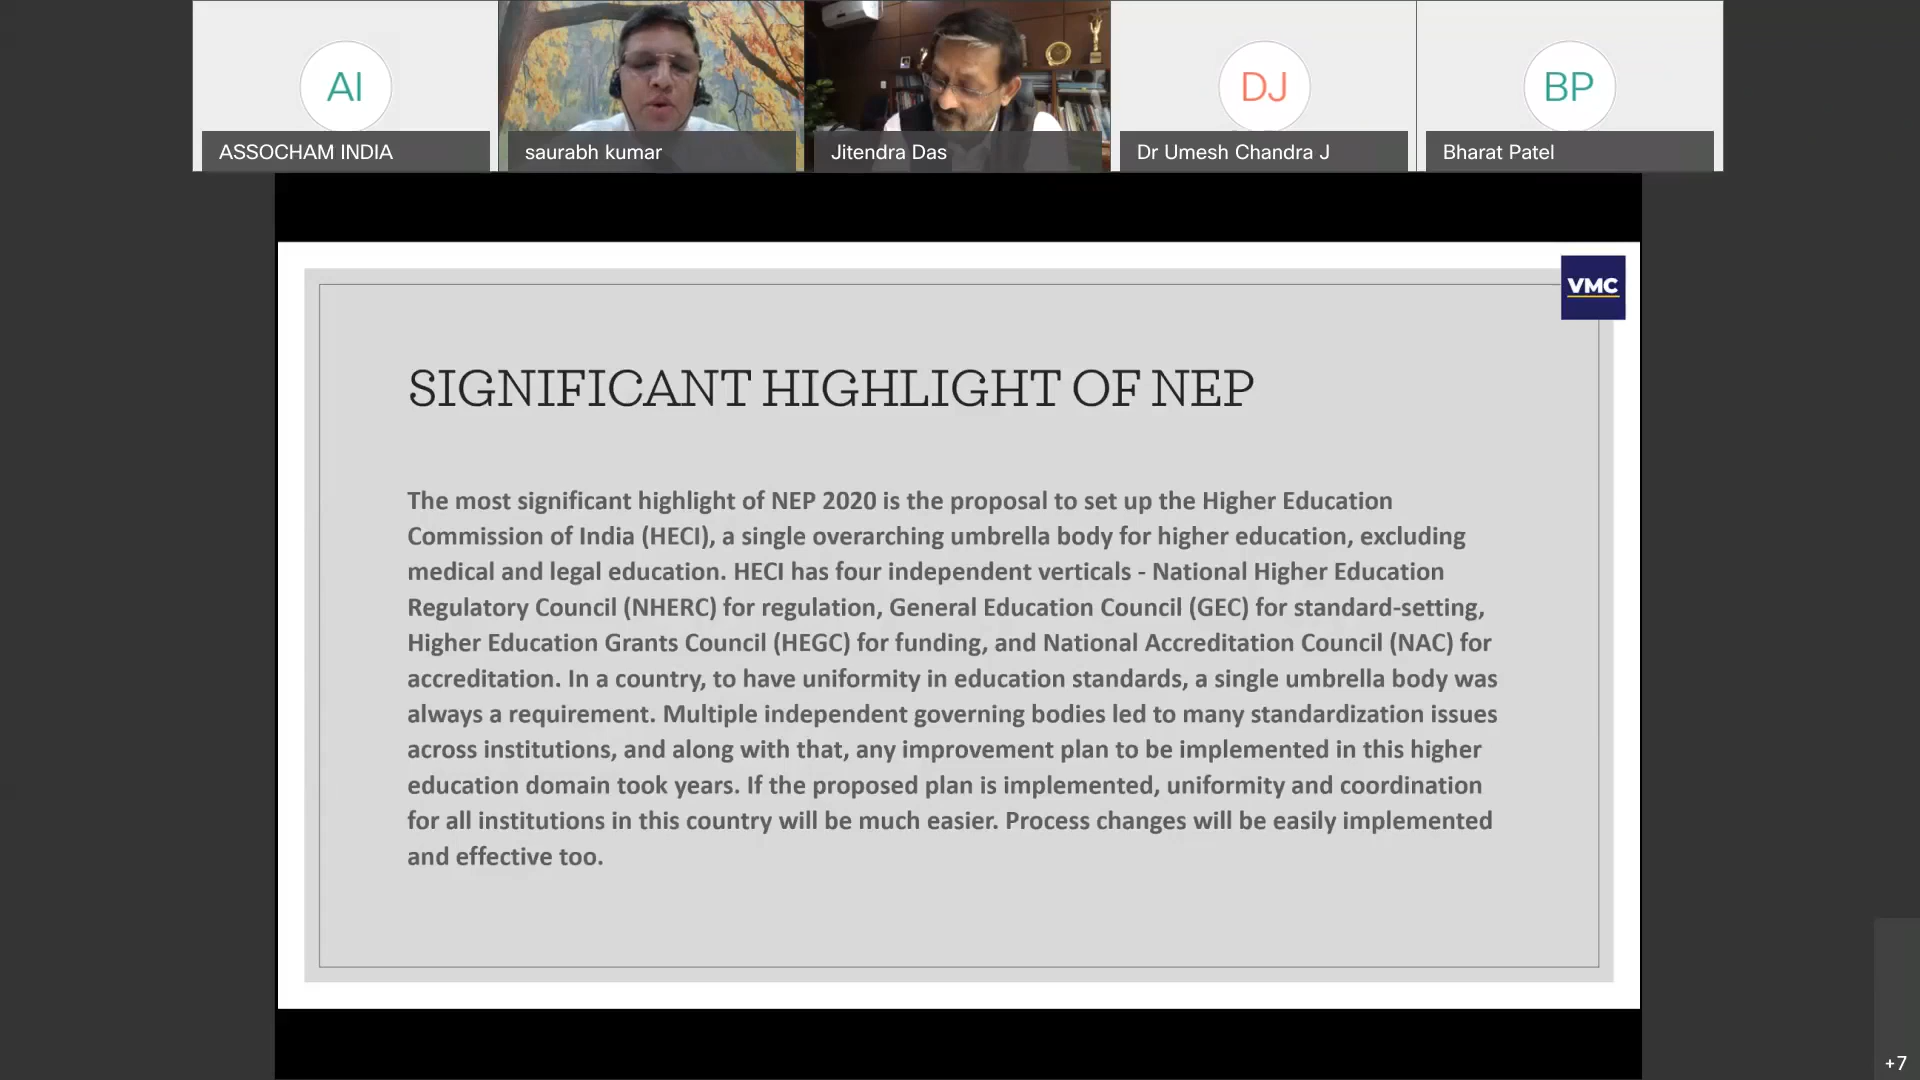 AI
ASSOCHAM INDIA
saurabh kumar
Jitendra Das
DJ
Dr Umesh Chandra J
BP
Bharat Patel
VMC
SIGNIFICANT HIGHLIGHT OF NEP
The most significant highlight of NEP 2020 is the proposal to set up the Higher Education
Commission of India (HECI), a single overarching umbrella body for higher education, excluding
medical and legal education. HECI has four independent verticals - National Higher Education
Regulatory Council (NHERC) for regulation, General Education Council (GEC) for standard-setting,
Higher Education Grants Council (HEGC) for funding, and National Accreditation Council (NAC) for
accreditation. In a country, to have uniformity in education standards, a single umbrella body was
always a requirement. Multiple independent governing bodies led to many standardization issues
across institutions, and along with that, any improvement plan to be implemented in this higher
education domain took years. If the proposed plan is implemented, uniformity and coordination
for all institutions in this country will be much easier. Process changes will be easily implemented
and effective too.
+7